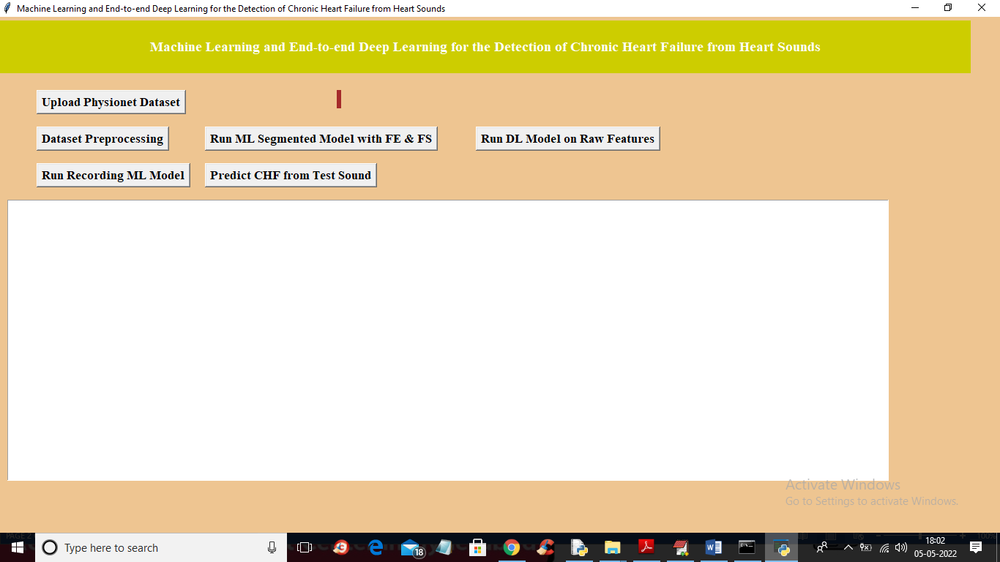 Machine Learning and End-to-end Deep Learning for the Detection of Chronic Heart Failure from Heart Sounds
Machine Learning and End-to-end Deep Learning for the Detection of Chronic Heart Failure from Heart Sounds
Upload Physionet Dataset
Dataset Preprocessing Run ML Segmented Model with FE & FS Run DL Model on Raw Features
Run Recording ML Model Predict CHF from Test Sound
Activate Windows
Go to Settings to activate Windows.
PAGE 2
100%
Type here to search
18
18:02
05-05-2022